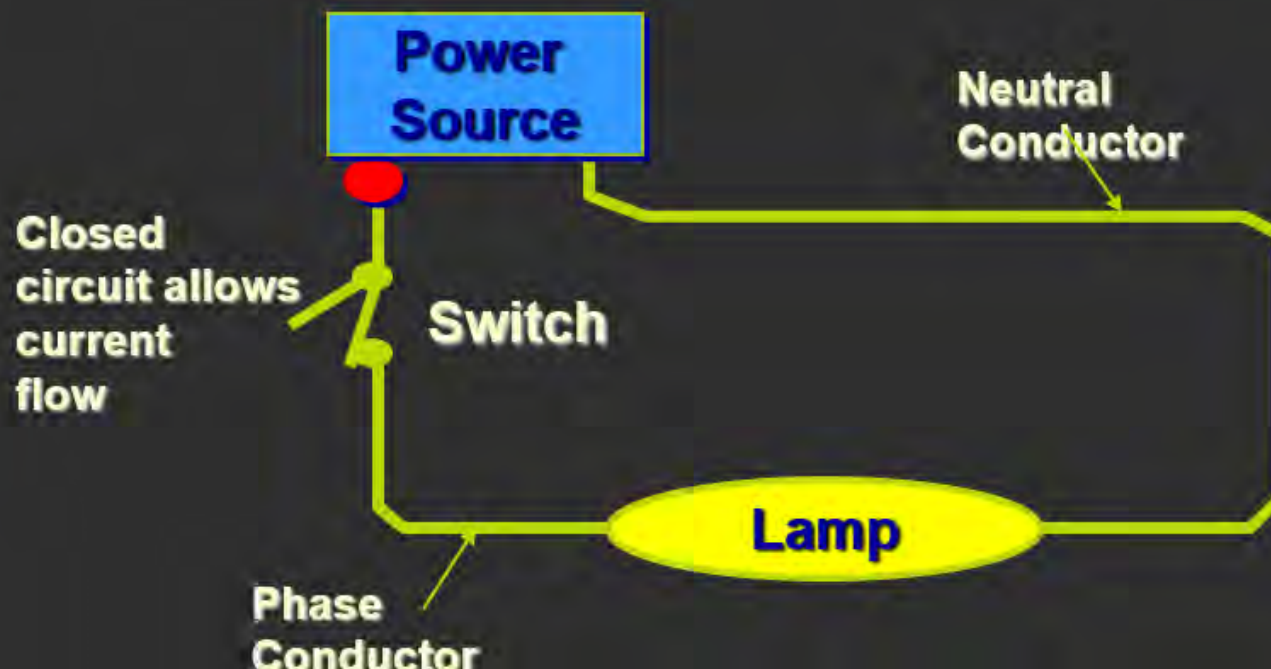 Power
Source
Neutral
Conductor
Closed
circuit allows
current
flow
Switch
Lamp
Phase
Conductor